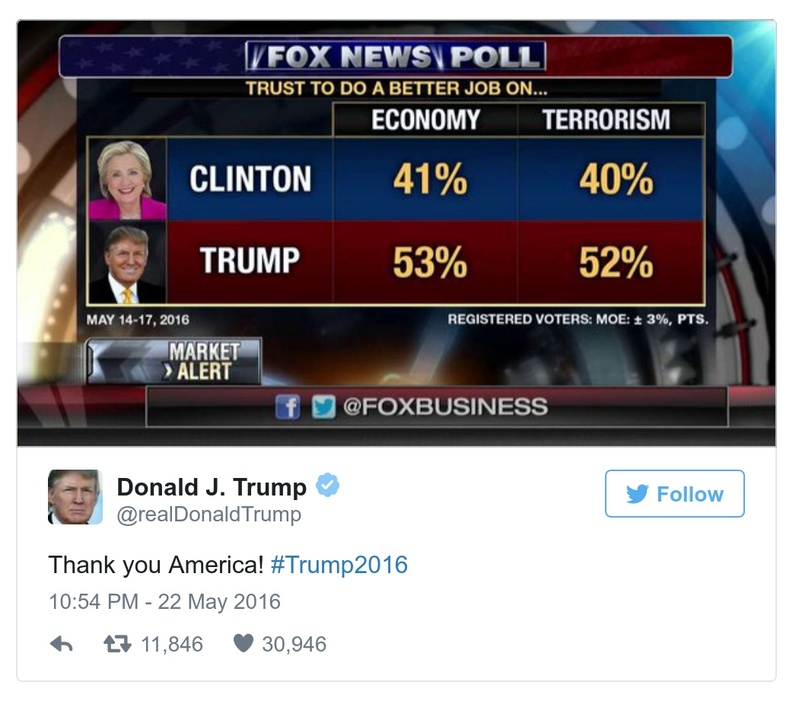 FOX NEWS POLL
TRUST TO DO A BETTER JOB ON...
ECONOMY TERRORISM
CLINTON 41% 40%
TRUMP 53% 52%
MAY 14-17, 2016 REGISTERED VOTERS: MOE: ± 3%, PTS.
MARKET
› ALERT
@FOXBUSINESS
Donald J. Trump
@realDonaldTrump
Follow
Thank you America! #Trump2016
10:54 PM - 22 May 2016
11,846 30,946